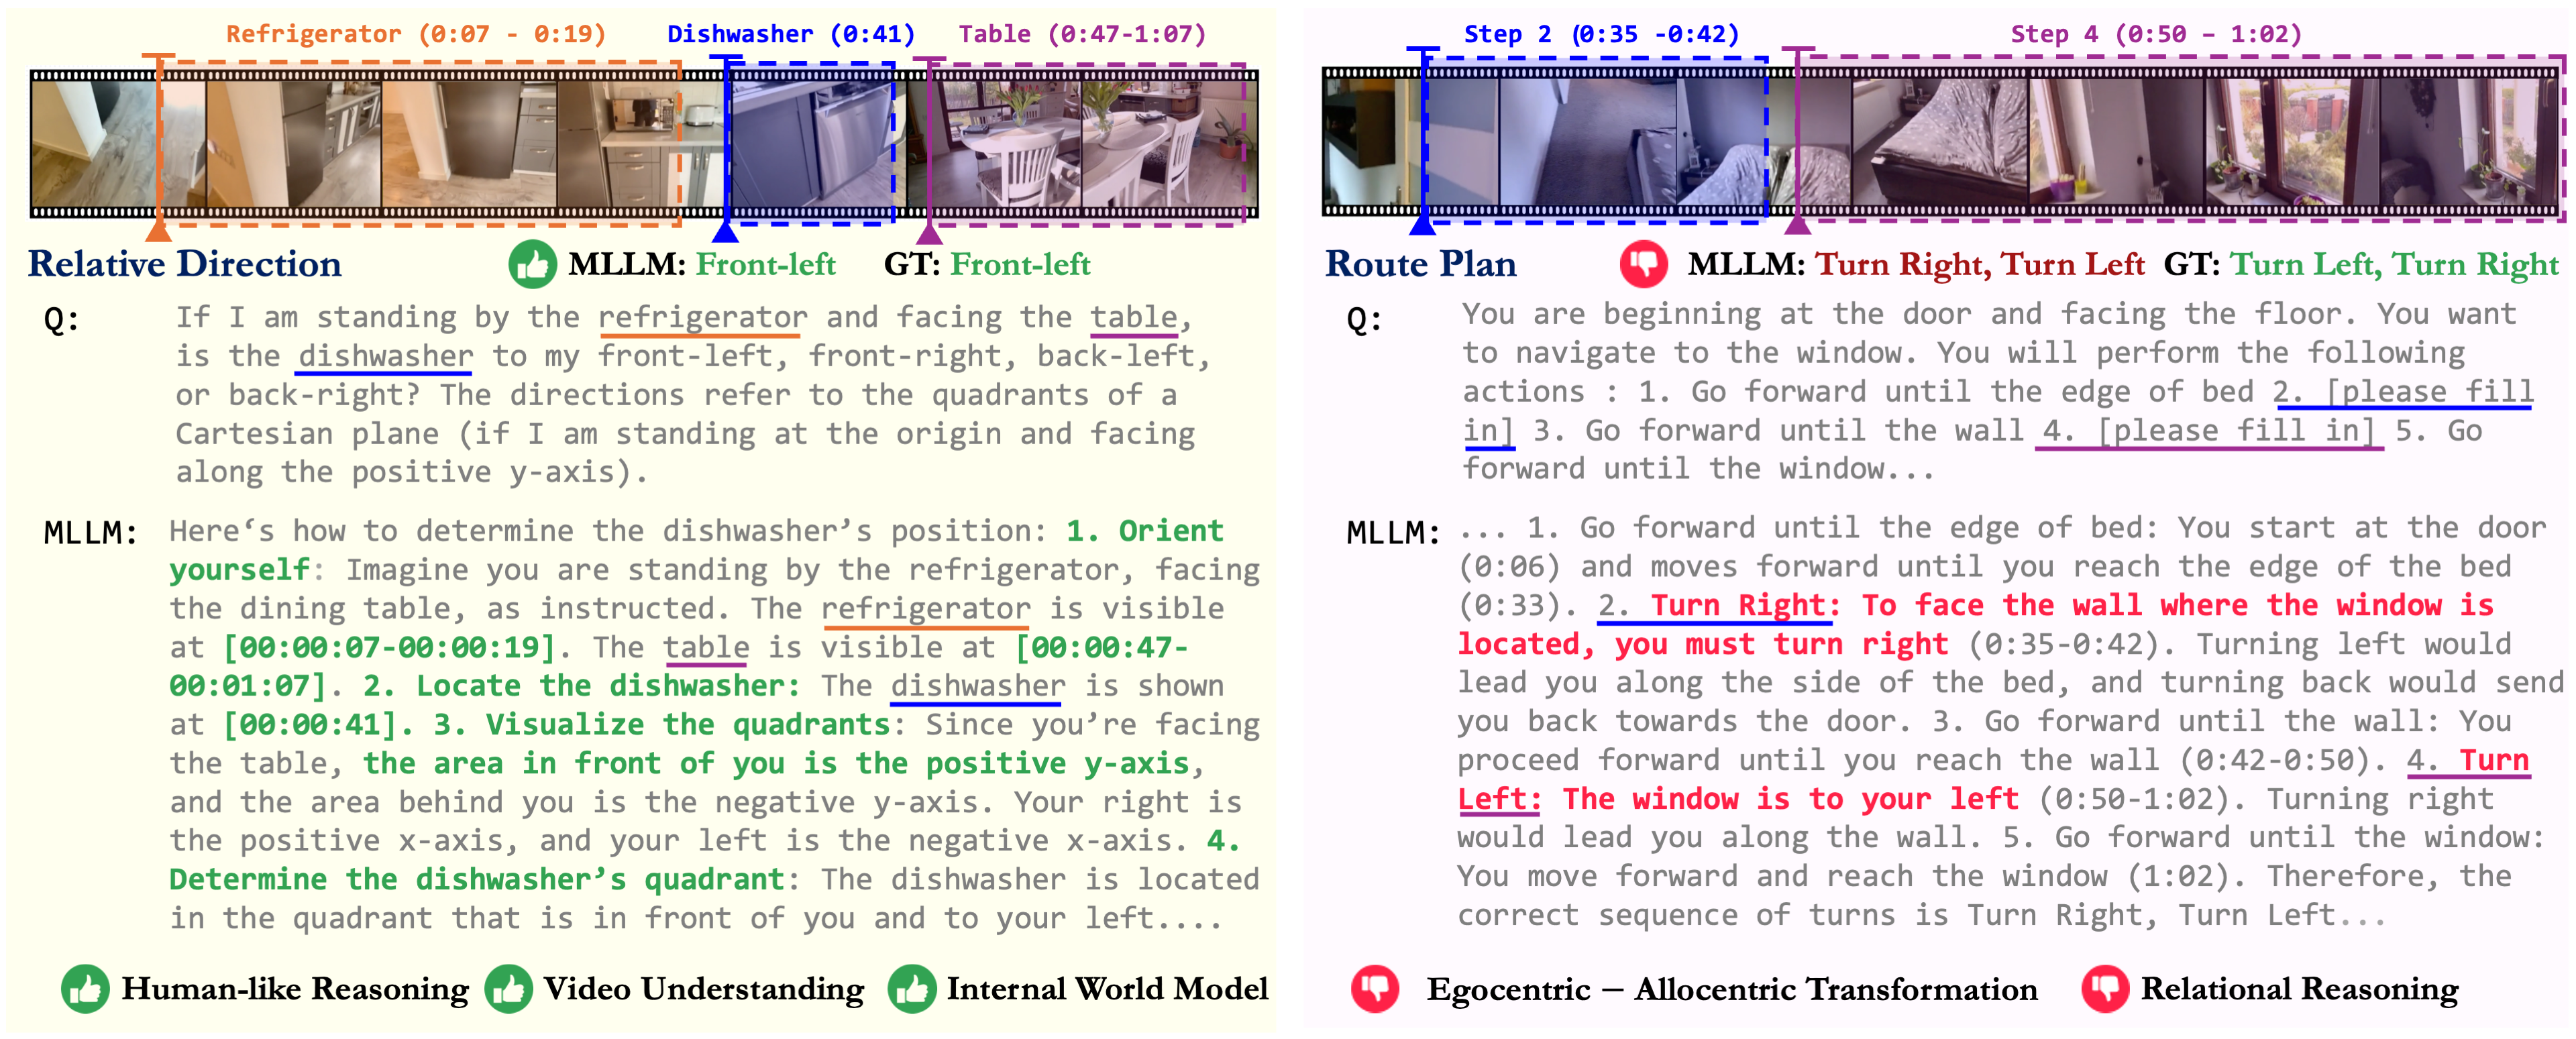 Refrigerator (0:07 - 0:19)
Dishwasher (0:41)
Table (0:47-1:07)
Relative Direction
MLLM: Front-left
GT: Front-left
Q:
If I am standing by the refrigerator and facing the table,
is the dishwasher to my front-left, front-right, back-left,
or back-right? The directions refer to the quadrants of a
Cartesian plane (if I am standing at the origin and facing
along the positive y-axis).
MLLM:
Here‘s how to determine the dishwasher’s position: 1. Orient
yourself: Imagine you are standing by the refrigerator, facing
the dining table, as instructed. The refrigerator is visible
at [00:00:07-00:00:19]. The table is visible at [00:00:47-
00:01:07]. 2. Locate the dishwasher: The dishwasher is shown
at [00:00:41]. 3. Visualize the quadrants: Since you’re facing
the table, the area in front of you is the positive y-axis,
and the area behind you is the negative y-axis. Your right is
the positive x-axis, and your left is the negative x-axis. 4.
Determine the dishwasher’s quadrant: The dishwasher is located
in the quadrant that is in front of you and to your left....
Human-like Reasoning
Video Understanding
Internal World Model
Step 2 (0:35 -0:42)
Step 4 (0:50 – 1:02)
Route Plan
MLLM: Turn Right, Turn Left
GT: Turn Left, Turn Right
Q:
You are beginning at the door and facing the floor. You want
to navigate to the window. You will perform the following
actions : 1. Go forward until the edge of bed 2. [please fill
in] 3. Go forward until the wall 4. [please fill in] 5. Go
forward until the window...
MLLM:
... 1. Go forward until the edge of bed: You start at the door
(0:06) and moves forward until you reach the edge of the bed
(0:33). 2. Turn Right: To face the wall where the window is
located, you must turn right (0:35-0:42). Turning left would
lead you along the side of the bed, and turning back would send
you back towards the door. 3. Go forward until the wall: You
proceed forward until you reach the wall (0:42-0:50). 4. Turn
Left: The window is to your left (0:50-1:02). Turning right
would lead you along the wall. 5. Go forward until the window:
You move forward and reach the window (1:02). Therefore, the
correct sequence of turns is Turn Right, Turn Left...
Egocentric – Allocentric Transformation
Relational Reasoning